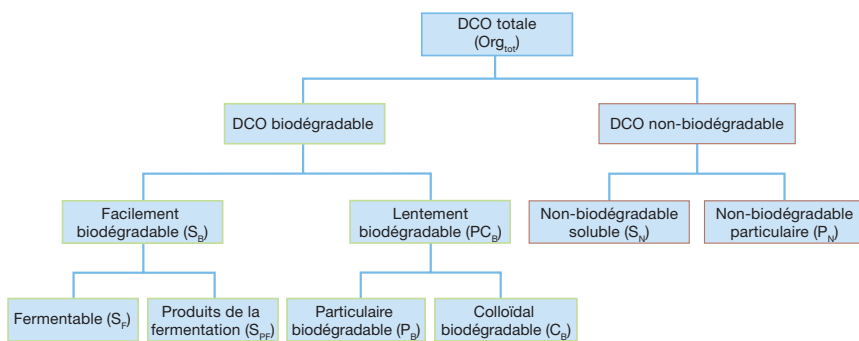 DCO totale
(Org_tot)
DCO biodégradable
DCO non-biodégradable
Facilement
biodégradable (S_B)
Lentement
biodégradable (PC_B)
Non-biodégradable
soluble (S_N)
Non-biodégradable
particulaire (P_N)
Fermentable (S_F)
Produits de la
fermentation (S_PF)
Particulaire
biodégradable (P_B)
Colloïdal
biodégradable (C_B)